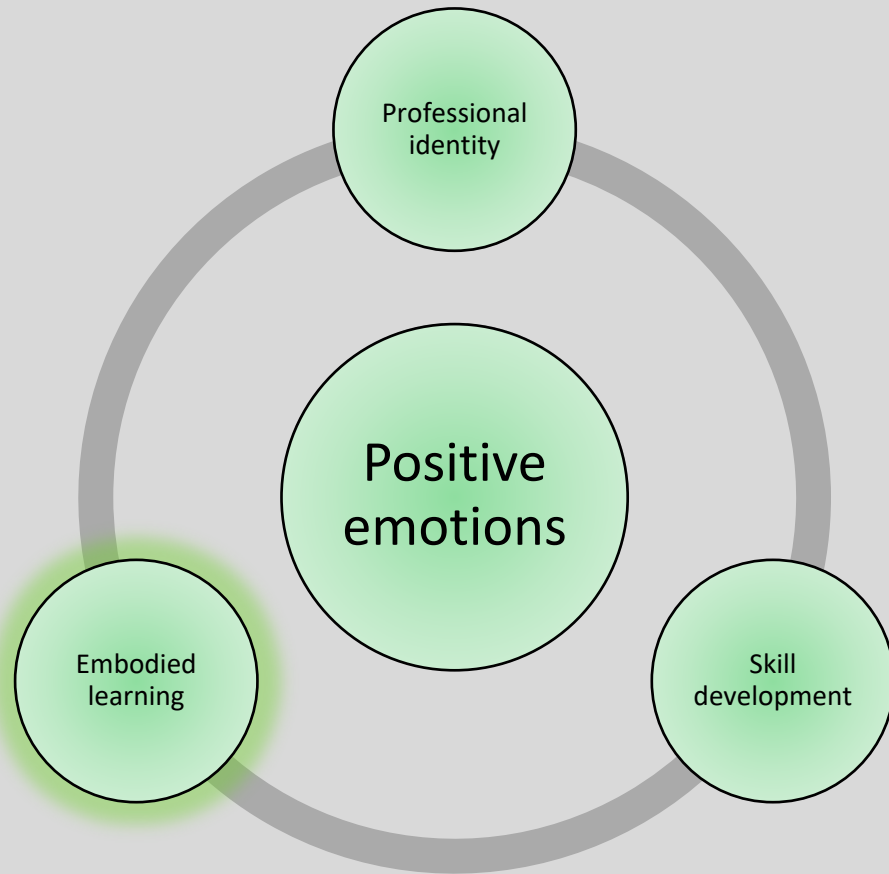 Professional
identity
Positive
emotions
Embodied
learning
Skill
development